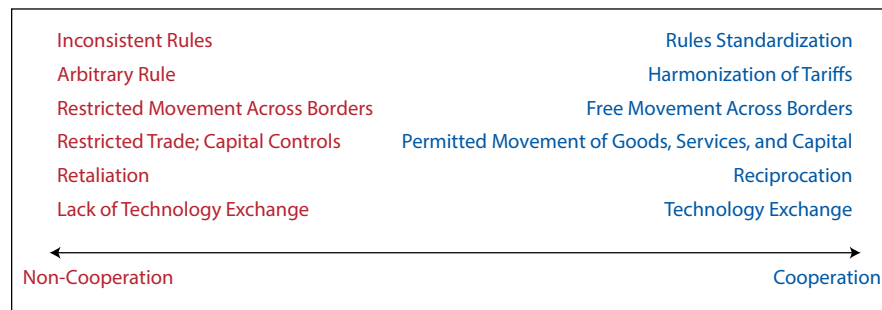 Inconsistent Rules Rules Standardization
Arbitrary Rule Harmonization of Tariffs
Restricted Movement Across Borders Free Movement Across Borders
Restricted Trade; Capital Controls Permitted Movement of Goods, Services, and Capital
Retaliation Reciprocation
Lack of Technology Exchange Technology Exchange
Non-Cooperation Cooperation